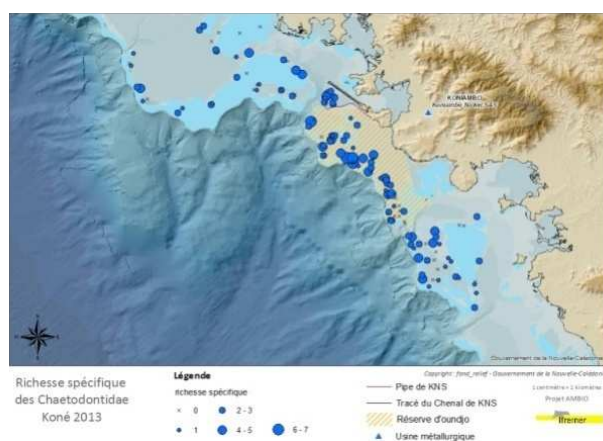 KONIAMBO
Gouvernement de la Nouvelle-Calédonie
Richesse spécifique
des Chaetodontidae
Koné 2013
Légende
richesse spécifique
0
2 - 3
1
4 - 5
6 - 7
Copyright : fond_relief - Gouvernement de la Nouvelle-Calédonie
Pipe de KNS
Tracé du Chenal de KNS
Réserve d'oundjo
Usine métallurgique
Projet AMBIO
Ifremer